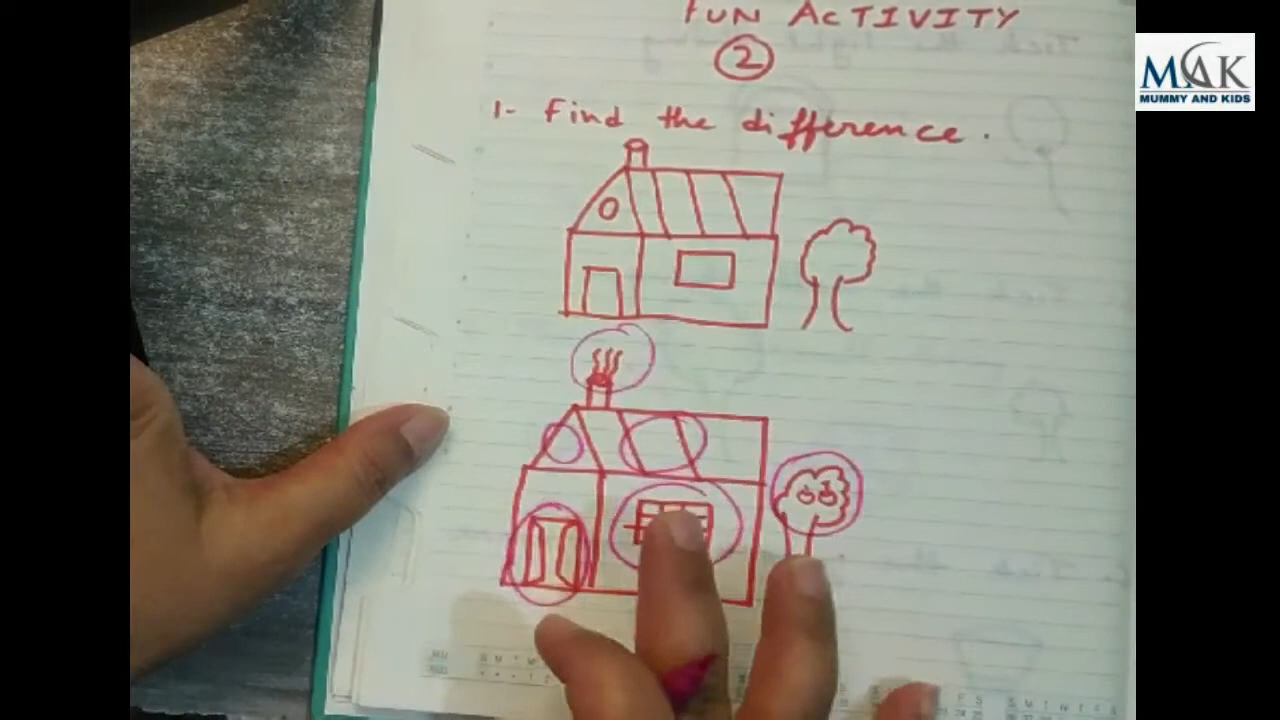 FUN ACTIVITY
2
1- Find the difference.
MAK
MUMMY AND KIDS